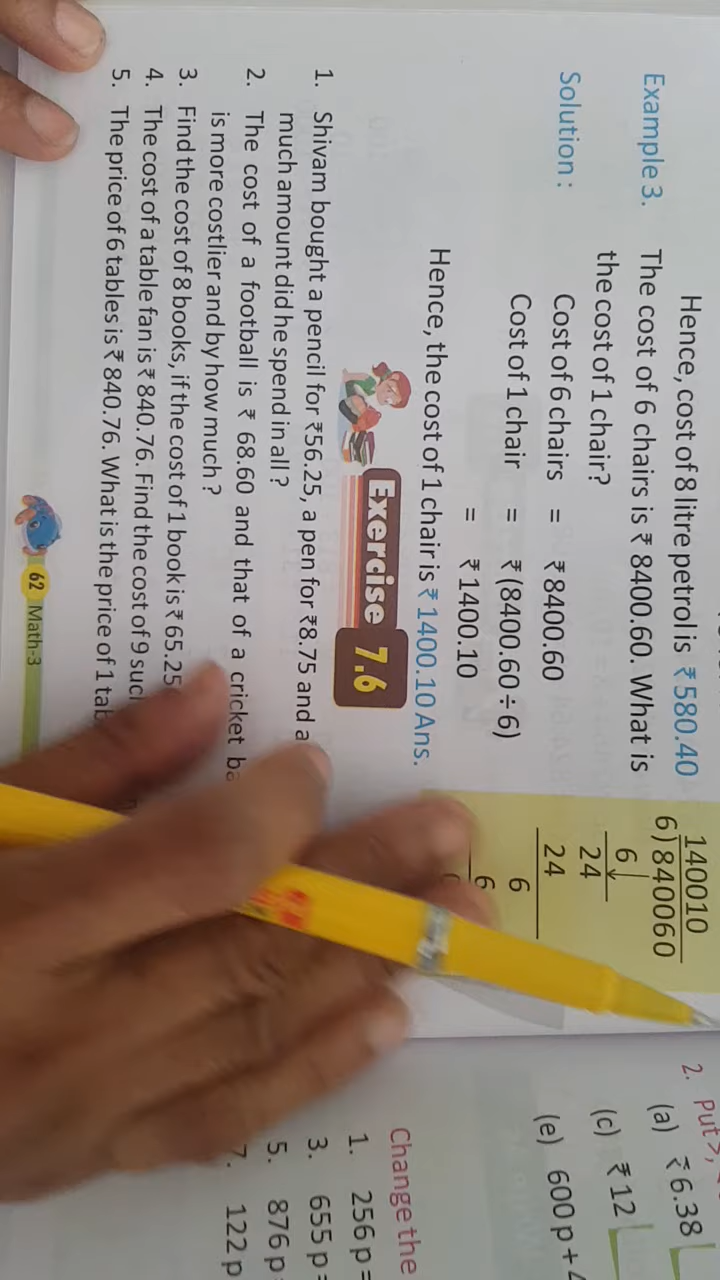 Hence, cost of 8 litre petrol is ₹ 580.40
Example 3. The cost of 6 chairs is ₹ 8400.60. What is
the cost of 1 chair?
Solution : Cost of 6 chairs = ₹ 8400.60
Cost of 1 chair = ₹ (8400.60 ÷ 6)
= ₹ 1400.10
Hence, the cost of 1 chair is ₹ 1400.10 Ans.
140010
6)840060
6
24
24
6
6
Exercise 7.6
1. Shivam bought a pencil for ₹56.25, a pen for ₹8.75 and a
much amount did he spend in all ?
2. The cost of a football is ₹ 68.60 and that of a cricket
is more costlier and by how much ?
3. Find the cost of 8 books, if the cost of 1 book is ₹ 65.25
4. The cost of a table fan is ₹ 840.76. Find the cost of 9
5. The price of 6 tables is ₹ 840.76. What is the price of 1
62 Math-3
2. Put >,
(a) ₹ 6.38
(c) ₹ 12
(e) 600 p +
Change the
1. 256 p =
3. 655 p =
5. 876 p
7. 122 p